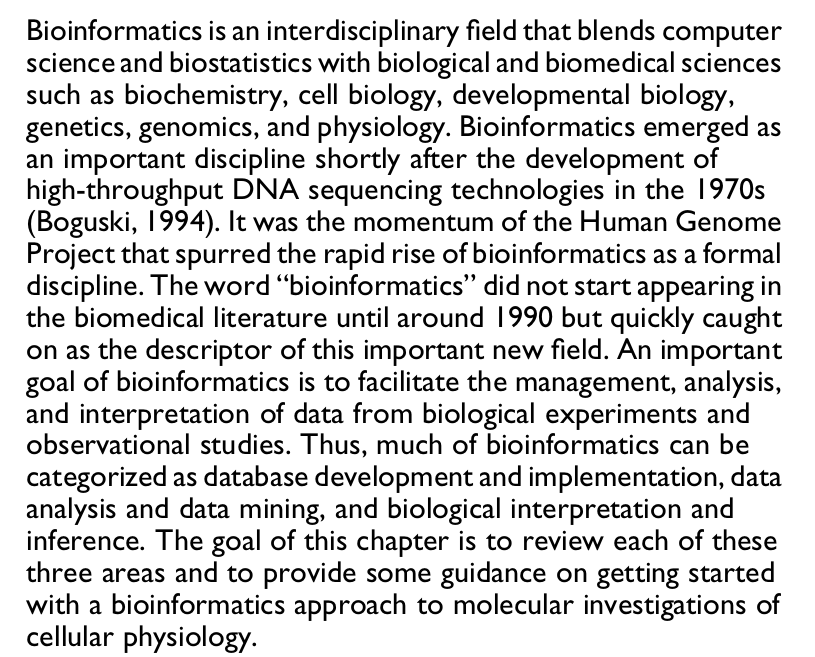 Bioinformatics is an interdisciplinary field that blends computer
science and biostatistics with biological and biomedical sciences
such as biochemistry, cell biology, developmental biology,
genetics, genomics, and physiology. Bioinformatics emerged as
an important discipline shortly after the development of
high-throughput DNA sequencing technologies in the 1970s
(Boguski, 1994). It was the momentum of the Human Genome
Project that spurred the rapid rise of bioinformatics as a formal
discipline. The word “bioinformatics” did not start appearing in
the biomedical literature until around 1990 but quickly caught
on as the descriptor of this important new field. An important
goal of bioinformatics is to facilitate the management, analysis,
and interpretation of data from biological experiments and
observational studies. Thus, much of bioinformatics can be
categorized as database development and implementation, data
analysis and data mining, and biological interpretation and
inference. The goal of this chapter is to review each of these
three areas and to provide some guidance on getting started
with a bioinformatics approach to molecular investigations of
cellular physiology.